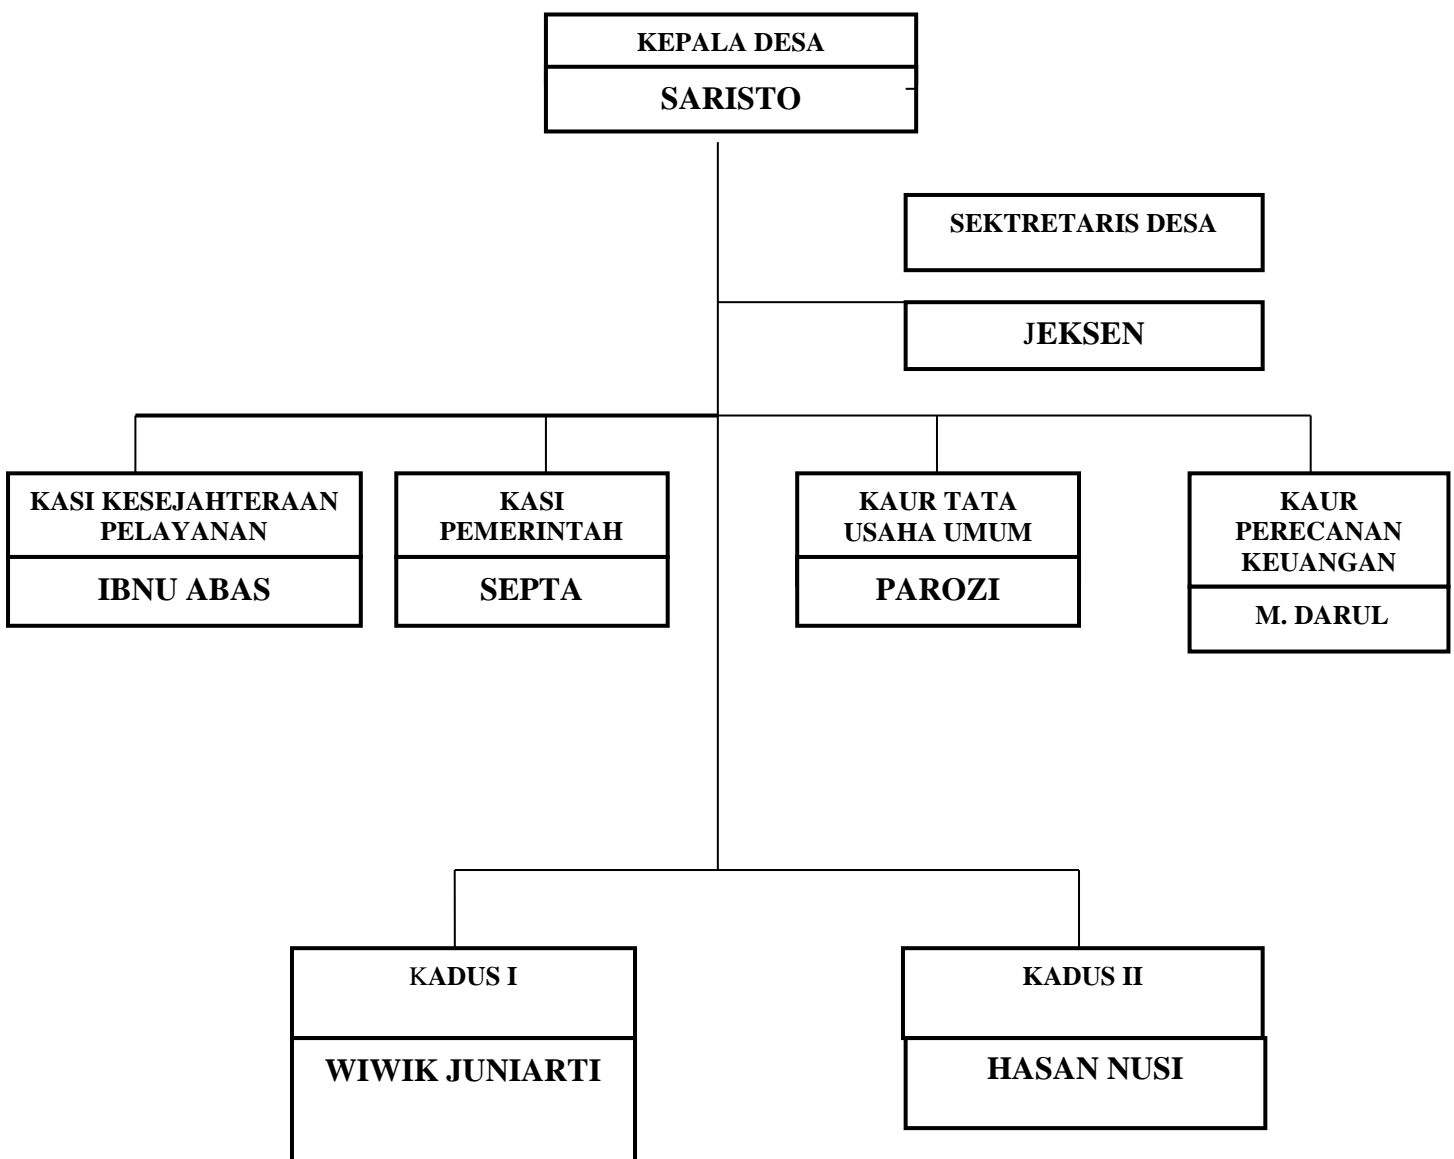 KEPALA DESA
SARISTO
SEKTRETARIS DESA
JEKSEN
KASI KESEJAHTERAAN
PELAYANAN
IBNU ABAS
KASI
PEMERINTAH
SEPTA
KAUR TATA
USAHA UMUM
PAROZI
KAUR
PERECANAN
KEUANGAN
M. DARUL
KADUS I
WIWIK JUNIARTI
KADUS II
HASAN NUSI